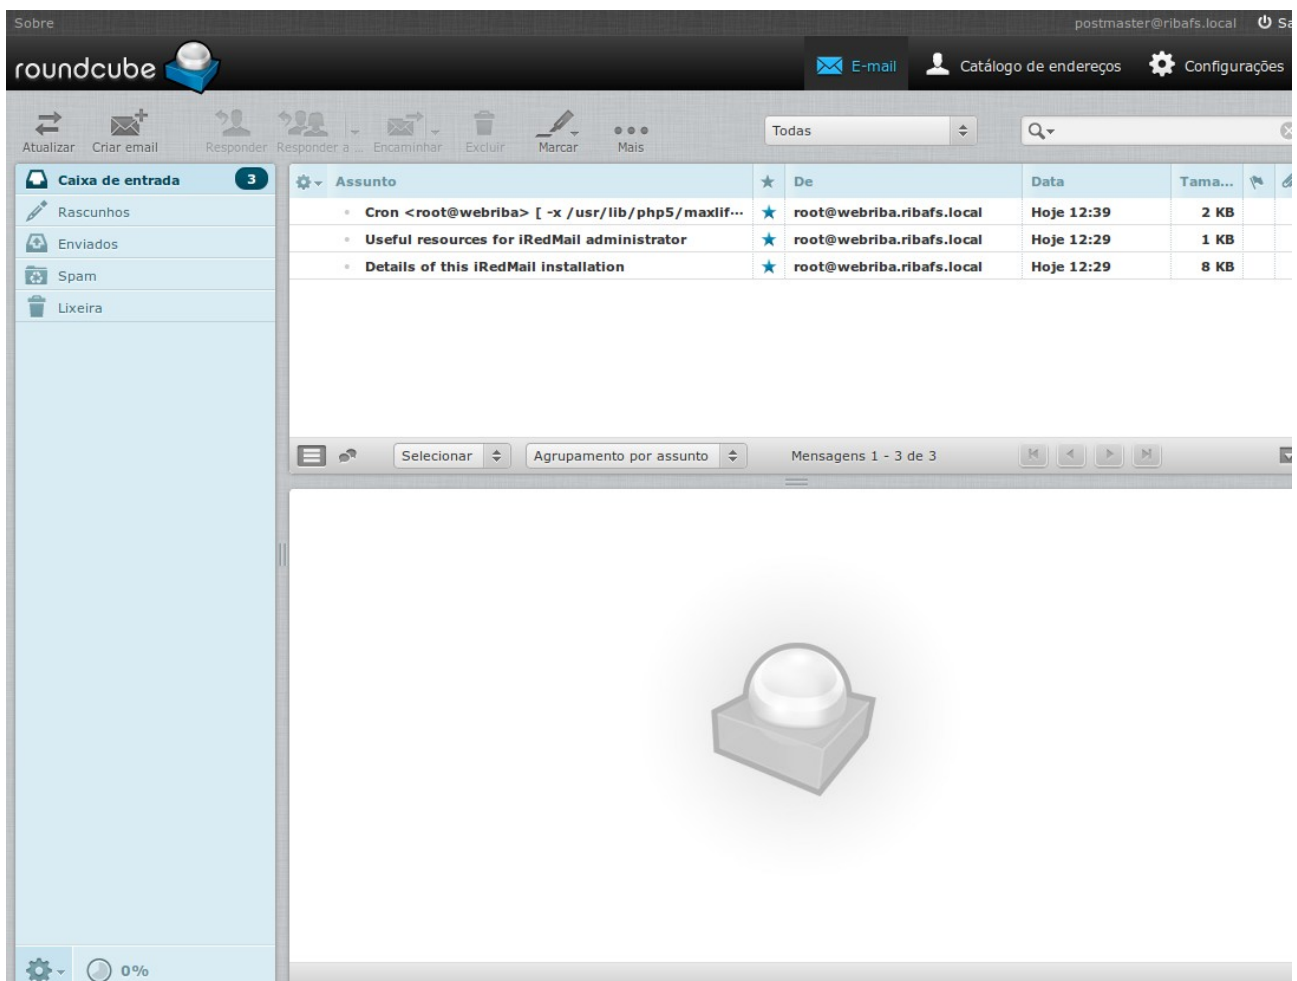 Sobre postmaster@ribafs.local Sa
roundcube E-mail Catálogo de endereços Configurações
Atualizar Criar email Responder Responder a ... Encaminhar Excluir Marcar Mais Todas
Caixa de entrada 3 Assunto De Data Tama...
Rascunhos Cron <root@webriba> [ -x /usr/lib/php5/maxlif... root@webriba.ribafs.local Hoje 12:39 2 KB
Enviados Useful resources for iRedMail administrator root@webriba.ribafs.local Hoje 12:29 1 KB
Spam Details of this iRedMail installation root@webriba.ribafs.local Hoje 12:29 8 KB
Lixeira
Selecionar Agrupamento por assunto Mensagens 1 - 3 de 3
0%